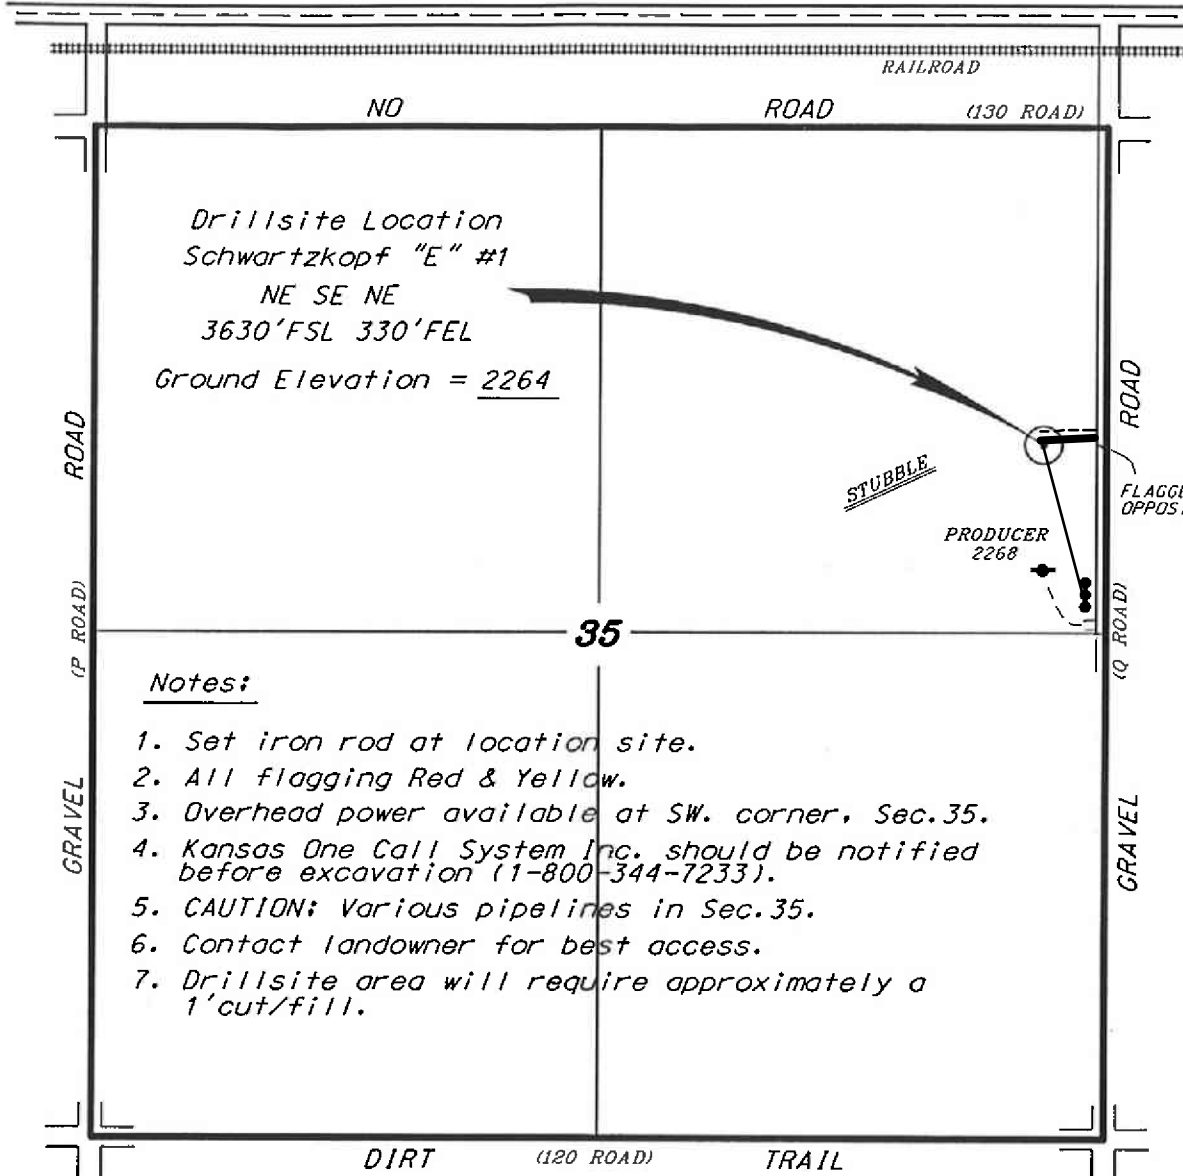 RAILROAD
NO ROAD (130 ROAD)
Drillsite Location
Schwartzkopf "E" #1
NE SE NE
3630'FSL 330'FEL
Ground Elevation = 2264
ROAD
ROAD
STUBBLE
FLAGGE
OPPOS
PRODUCER
2268
(P ROAD)
35
(Q ROAD)
Notes:
1. Set iron rod at location site.
2. All flagging Red & Yellow.
3. Overhead power available at SW. corner, Sec.35.
4. Kansas One Call System Inc. should be notified
before excavation (1-800-344-7233).
5. CAUTION: Various pipelines in Sec.35.
6. Contact landowner for best access.
7. Drillsite area will require approximately a
1'cut/fill.
GRAVEL
GRAVEL
DIRT (120 ROAD) TRAIL